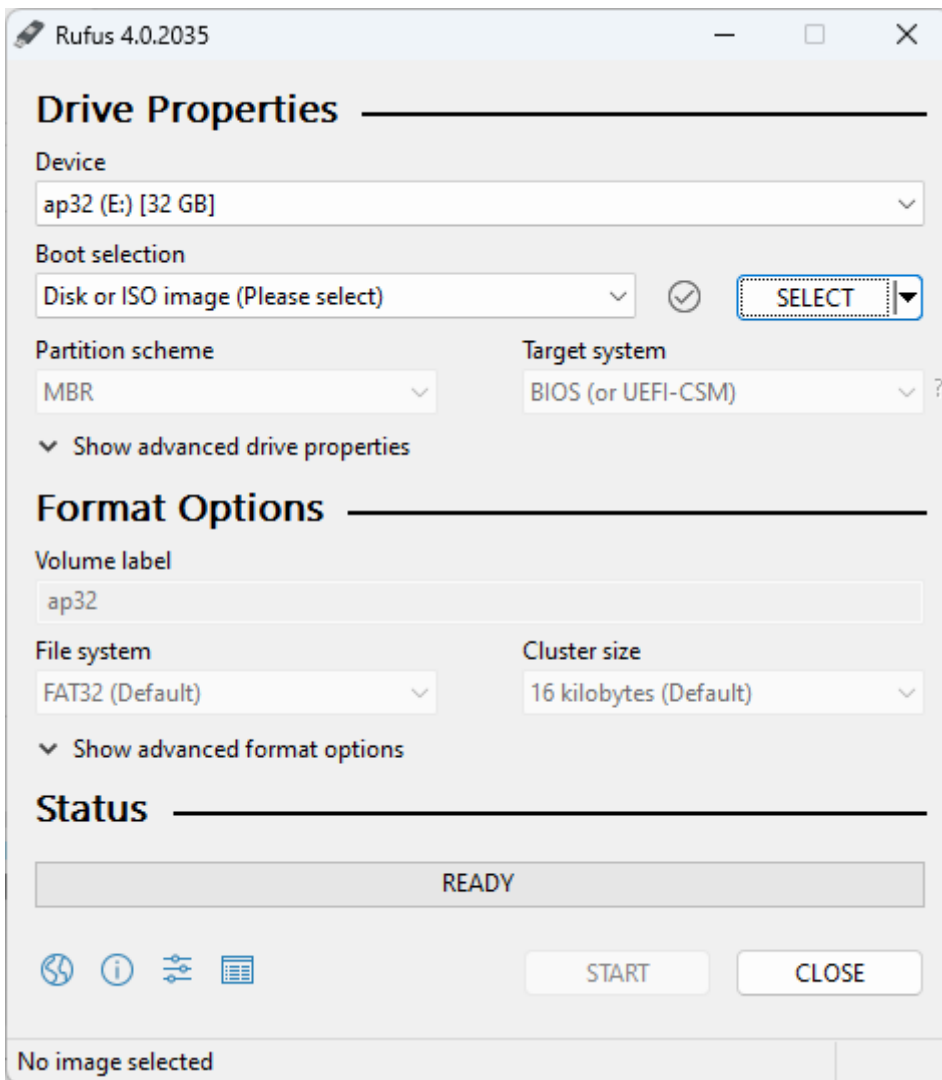 Rufus 4.0.2035
Drive Properties
Device
ap32 (E:) [32 GB]
Boot selection
Disk or ISO image (Please select)
SELECT
Partition scheme
Target system
MBR
BIOS (or UEFI-CSM)
?
Show advanced drive properties
Format Options
Volume label
ap32
File system
Cluster size
FAT32 (Default)
16 kilobytes (Default)
Show advanced format options
Status
READY
START
CLOSE
No image selected